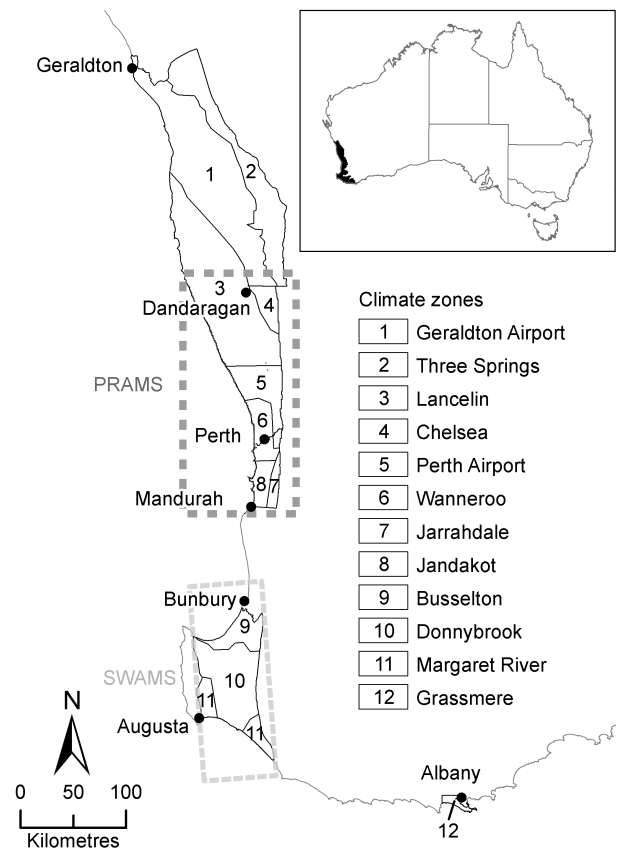 Geraldton
1
2
3
Dandaragan
4
PRAMS
5
6
Perth
8
7
Mandurah
Bunbury
9
SWAMS
10
11
Augusta
11
N
0 50 100
Kilometres
Albany
12
Climate zones
1 Geraldton Airport
2 Three Springs
3 Lancelin
4 Chelsea
5 Perth Airport
6 Wanneroo
7 Jarrahdale
8 Jandakot
9 Busselton
10 Donnybrook
11 Margaret River
12 Grassmere